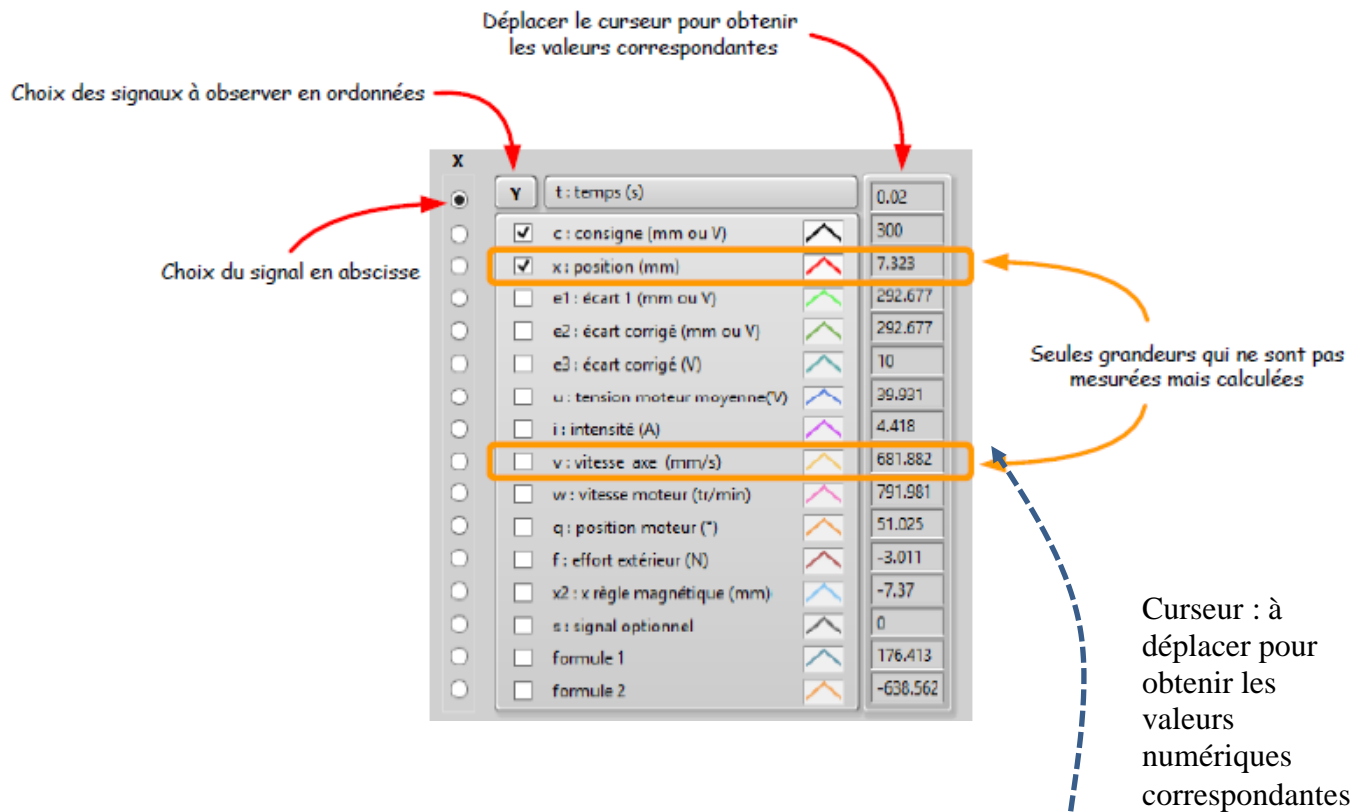 Déplacer le curseur pour obtenir
les valeurs correspondantes
Choix des signaux à observer en ordonnées
X
Y t : temps (s) 0.02
c : consigne (mm ou V) 300
x : position (mm) 7.323
e1 : écart 1 (mm ou V) 292.677
e2 : écart corrigé (mm ou V) 292.677
e3 : écart corrigé (V) 10
u : tension moteur moyenne(V) 39.931
i : intensité (A) 4.418
v : vitesse axe (mm/s) 681.882
w : vitesse moteur (tr/min) 791.981
q : position moteur (°) 51.025
f : effort extérieur (N) -3.011
x2 : x règle magnétique (mm) -7.37
s : signal optionnel 0
formule 1 176.413
formule 2 -638.562
Choix du signal en abscisse
Seules grandeurs qui ne sont pas
mesurées mais calculées
Curseur : à
déplacer pour
obtenir les
valeurs
numériques
correspondantes